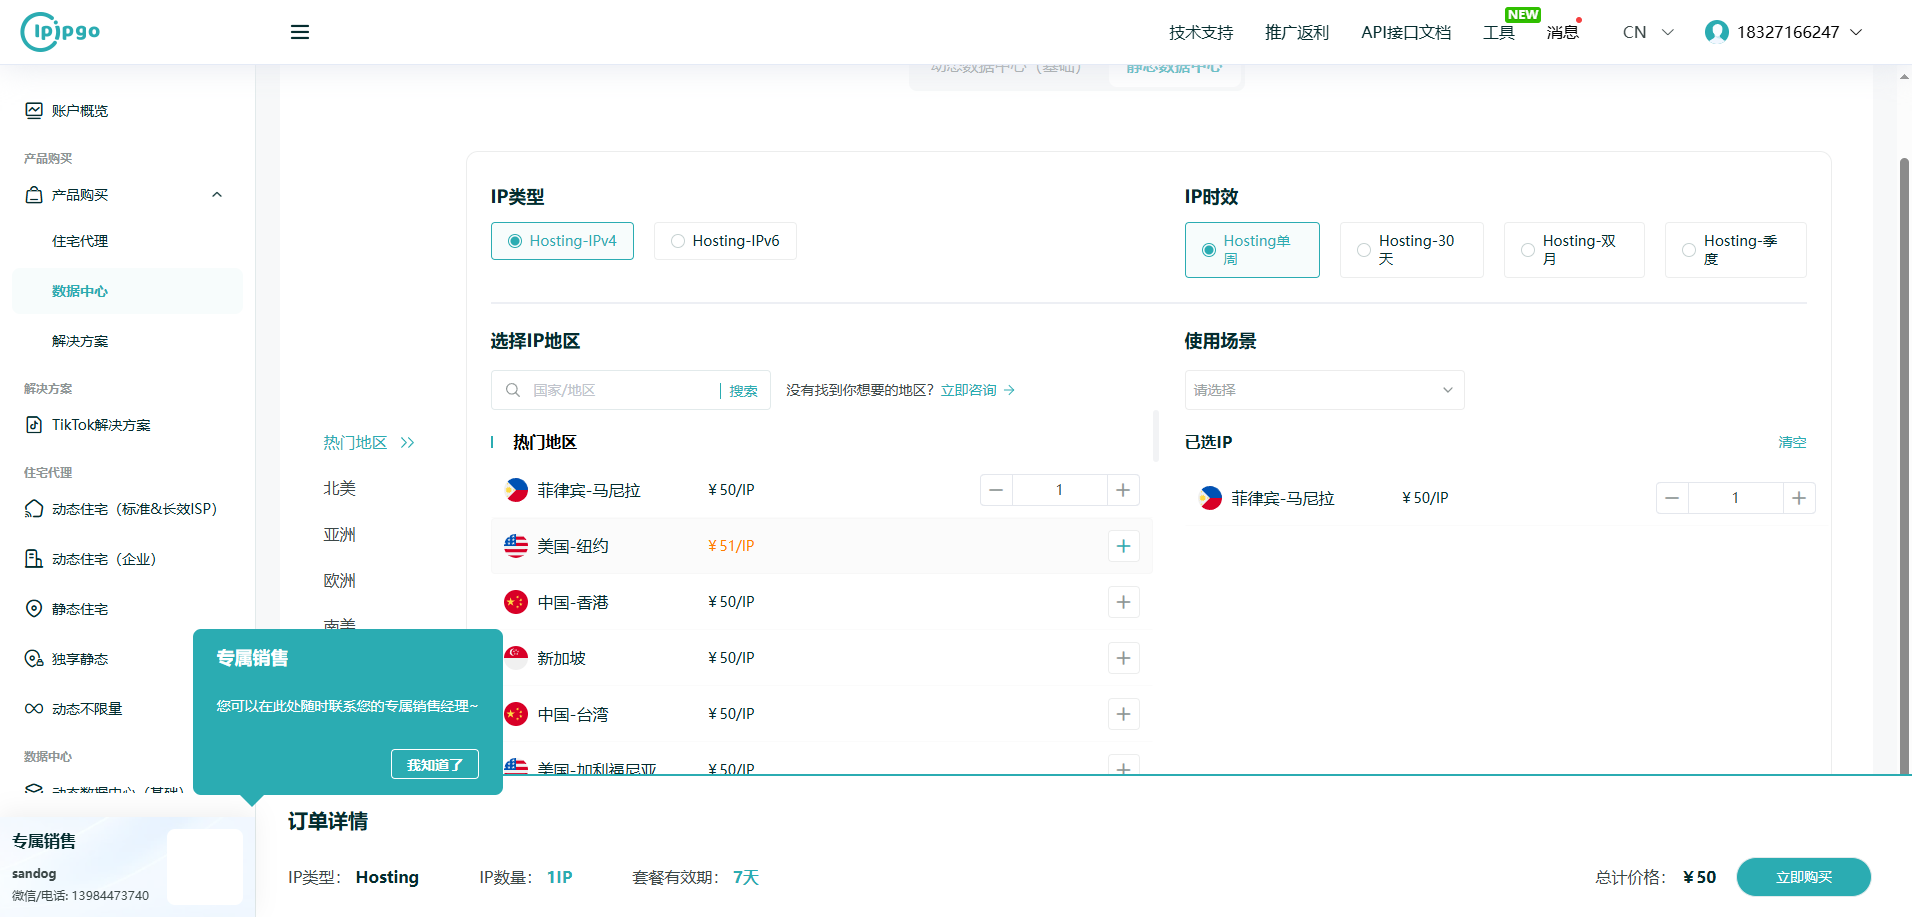 ipipgo
技术支持
推广返利
API接口文档
工具
NEW
消息
CN
18327166247
动态数据中心（基础）
静态数据中心
账户概览
产品购买
产品购买
住宅代理
数据中心
解决方案
解决方案
TikTok解决方案
住宅代理
动态住宅（标准&长效ISP）
动态住宅（企业）
静态住宅
独享静态
动态不限量
数据中心
动态数据中心（基础）
专属销售
sandog
微信/电话: 13984473740
专属销售
您可以在此处随时联系您的专属销售经理~
我知道了
IP类型
Hosting-IPv4
Hosting-IPv6
IP时效
Hosting单
周
Hosting-30
天
Hosting-双
月
Hosting-季
度
选择IP地区
国家/地区
搜索
没有找到你想要的地区？ 立即咨询
使用场景
请选择
热门地区
北美
亚洲
欧洲
南美
热门地区
菲律宾-马尼拉 ¥50/IP 1
美国-纽约 ¥51/IP
中国-香港 ¥50/IP
新加坡 ¥50/IP
中国-台湾 ¥50/IP
美国-加利福尼亚 ¥50/IP
已选IP
清空
菲律宾-马尼拉 ¥50/IP 1
订单详情
IP类型： Hosting
IP数量： 1IP
套餐有效期： 7天
总计价格： ¥50
立即购买